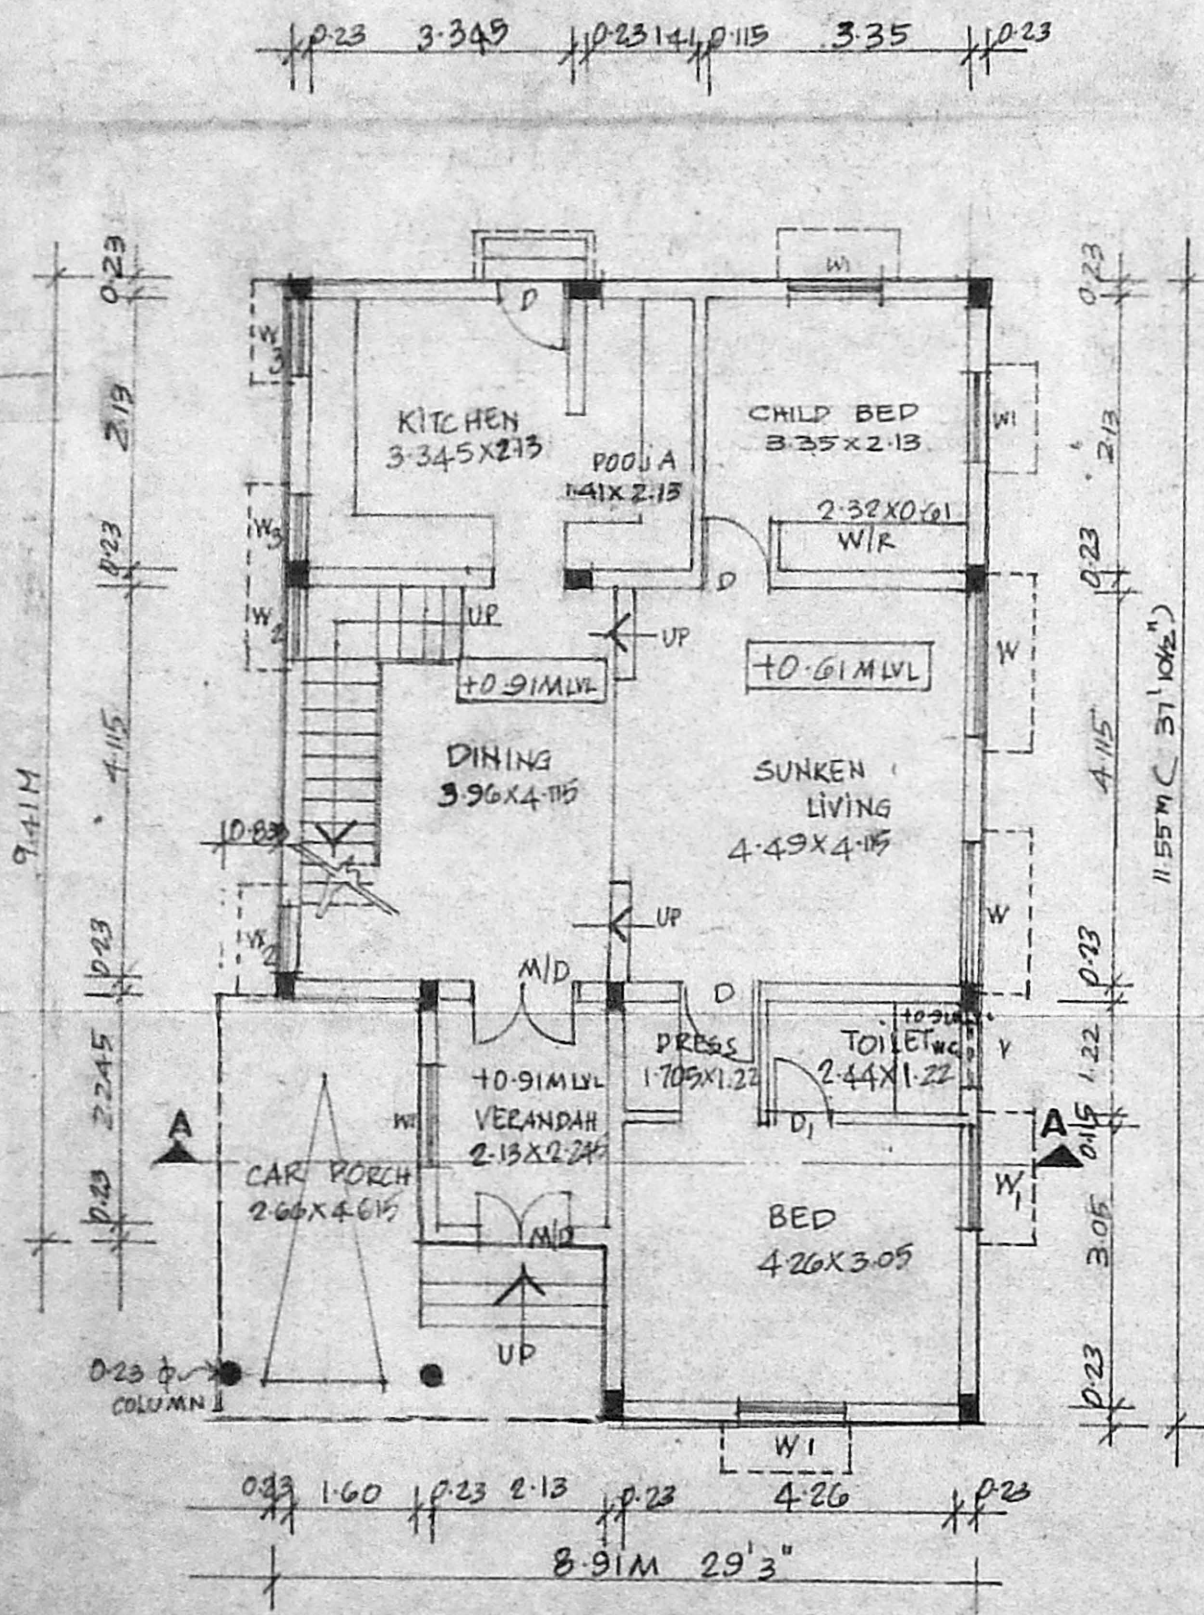 0.23 3.345 0.23 1.41 0.115 3.35 0.23
0.23
2.13
0.23
4.115
0.23
2.245
0.23
9.41M
W1
D
W3
KITCHEN
3.345X2.13
POOJA
1.41X2.13
CHILD BED
3.35X2.13
W1
2.32X0.61
W/R
W3
D
W2
UP
UP
+0.91M LVL
+0.61M LVL
W
DINING
3.96X4.115
SUNKEN
LIVING
4.49X4.115
0.838
UP
W
W2
M/D
D
DRESS
1.705X1.22
TOILET WC
2.44X1.22
V
+0.91M LVL
VERANDAH
2.13X2.245
D1
A
A
CAR PORCH
2.66X4.615
W1
BED
4.26X3.05
M/D
UP
0.23 ϕ
COLUMN
W1
0.23
2.13
0.23
4.115
0.23
1.22
0.15
3.05
0.23
11.55M ( 37' 10½")
0.23 1.60 0.23 2.13 0.23 4.26 0.23
8.91M 29'3"